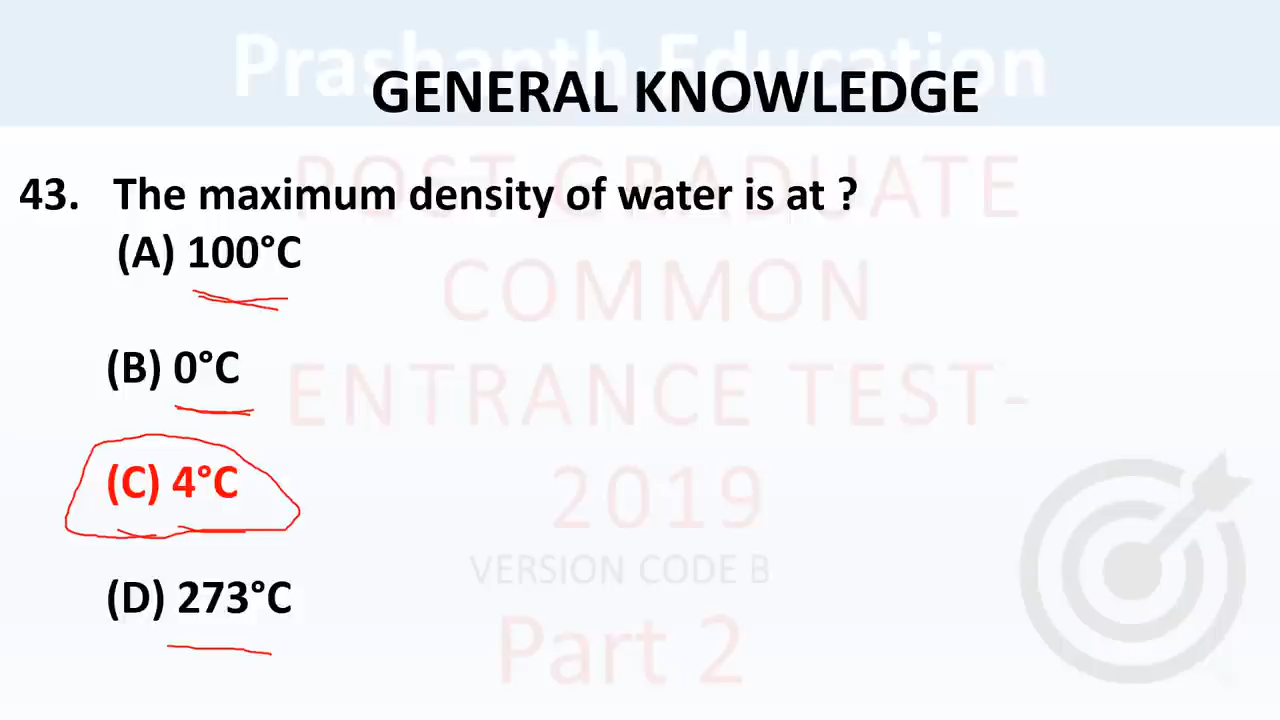 Prashanth Education
GENERAL KNOWLEDGE
POST GRADUATE
43. The maximum density of water is at ?
(A) 100°C
COMMON
(B) 0°C
ENTRANCE TEST-
(C) 4°C
2019
VERSION CODE B
(D) 273°C
Part 2